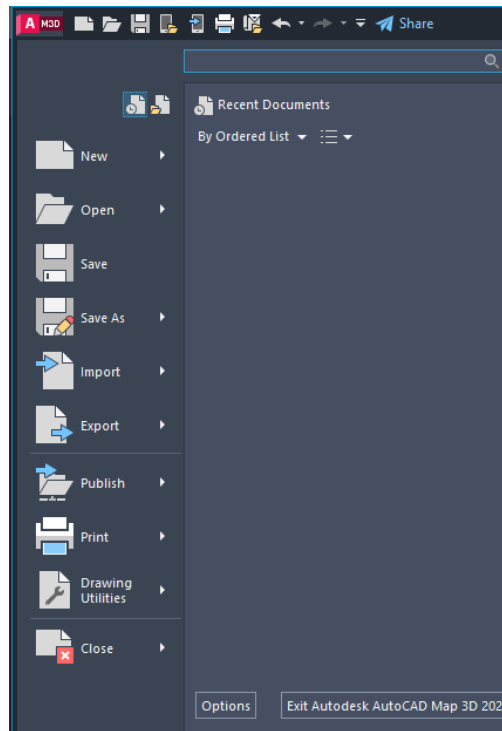 A M3D Share
Recent Documents
By Ordered List
New
Open
Save
Save As
Import
Export
Publish
Print
Drawing
Utilities
Close
Options
Exit Autodesk AutoCAD Map 3D 202